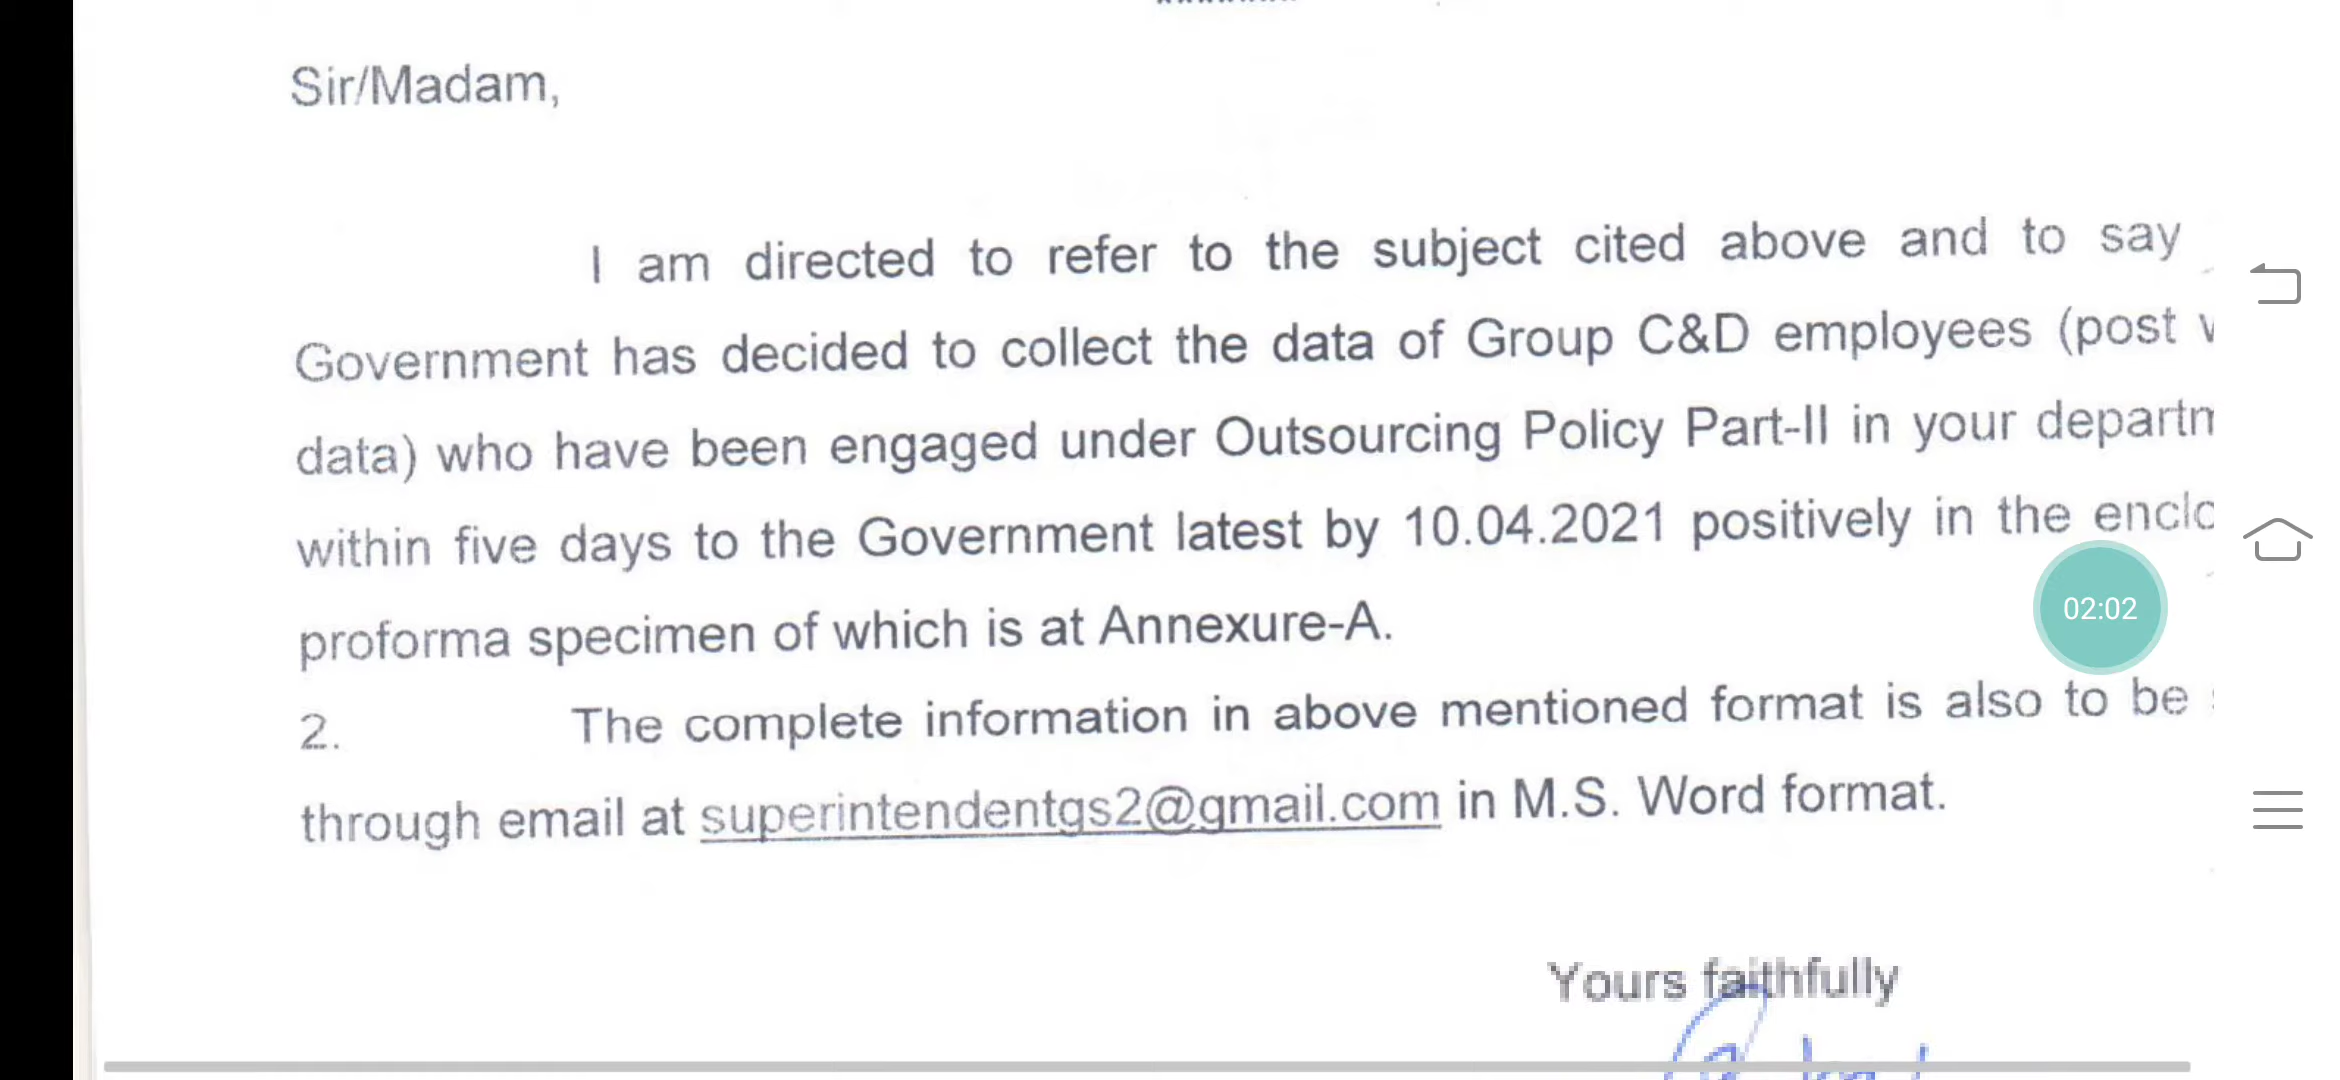 Sir/Madam,
I am directed to refer to the subject cited above and to say
Government has decided to collect the data of Group C&D employees (post
data) who have been engaged under Outsourcing Policy Part-II in your
within five days to the Government latest by 10.04.2021 positively in the
proforma specimen of which is at Annexure-A.
02:02
2. The complete information in above mentioned format is also to be
through email at superintendentgs2@gmail.com in M.S. Word format.
Yours faithfully